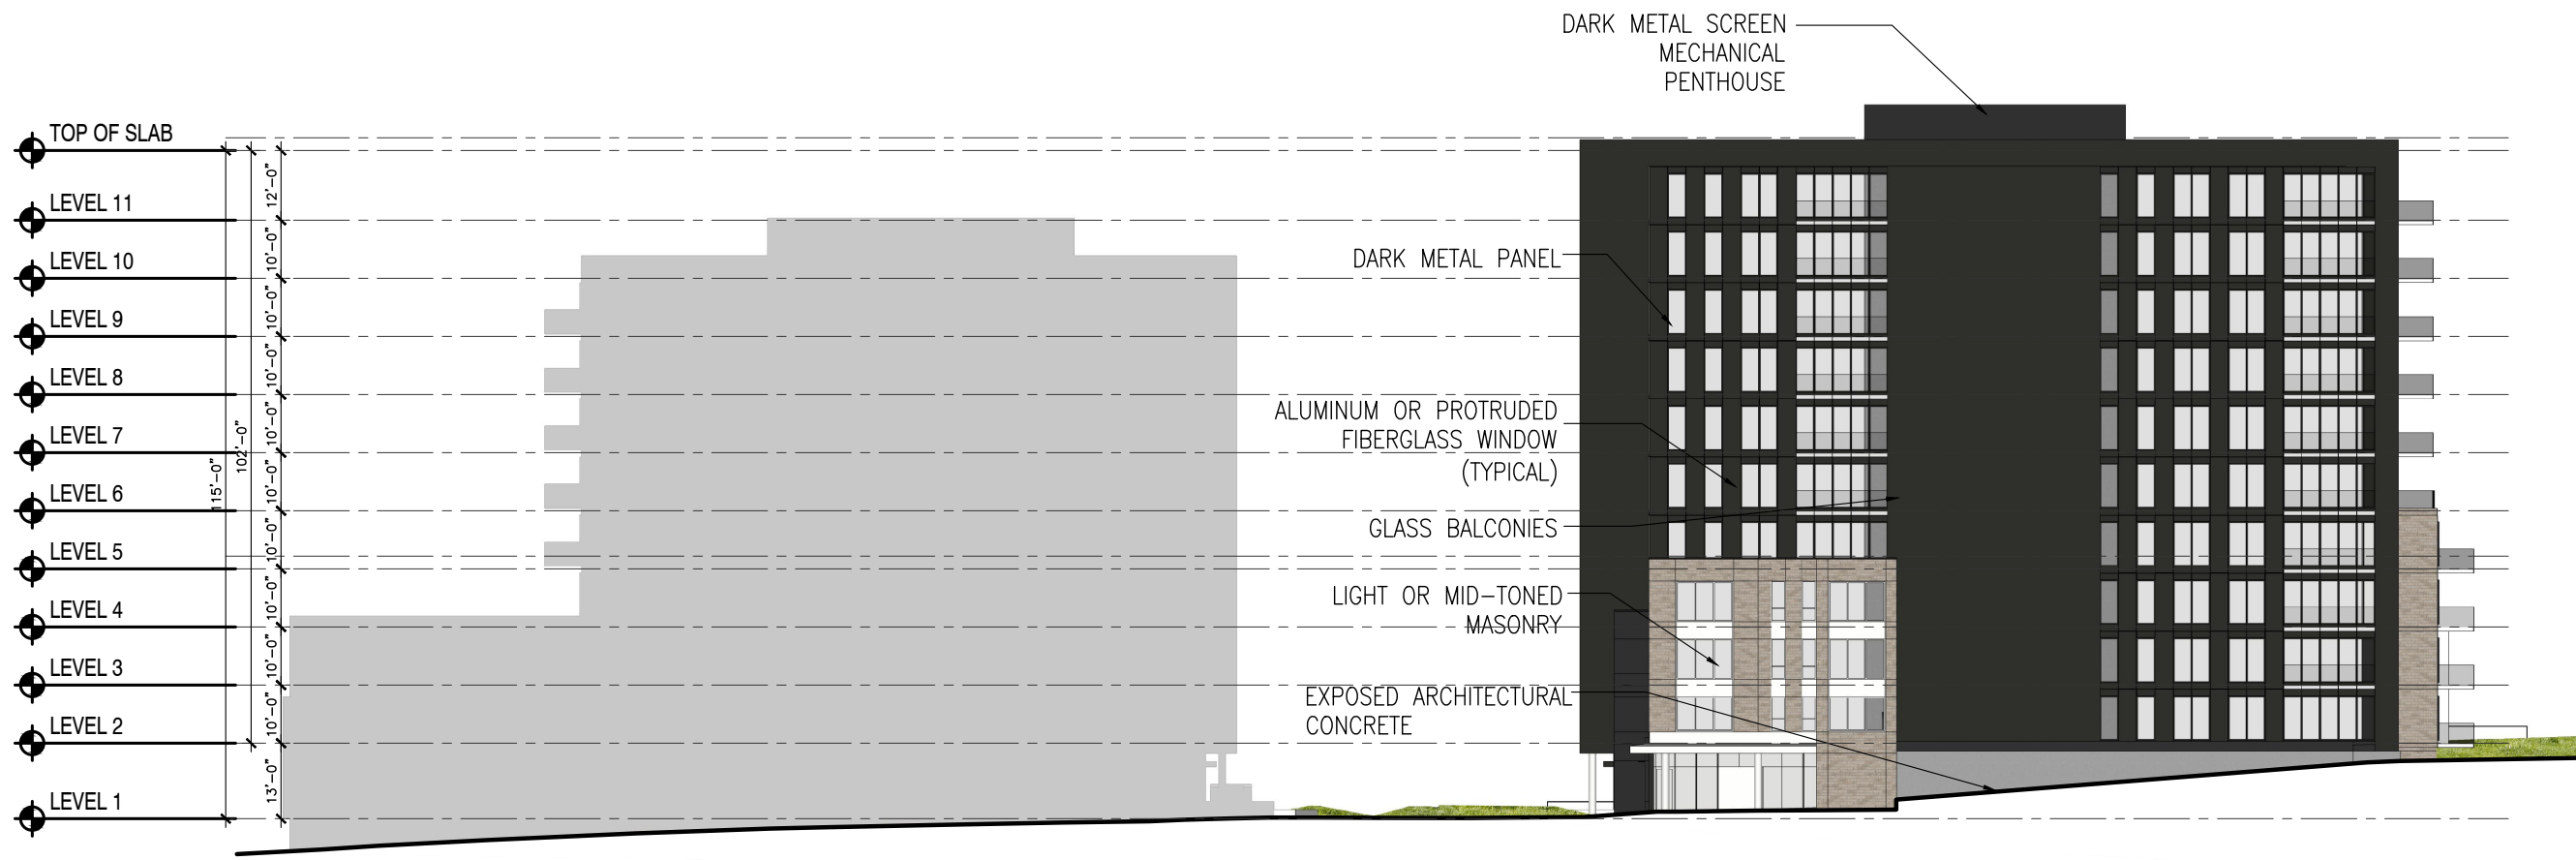 DARK METAL SCREEN
MECHANICAL
PENTHOUSE
TOP OF SLAB
12'-0"
LEVEL 11
10'-0"
LEVEL 10
DARK METAL PANEL
10'-0"
LEVEL 9
10'-0"
LEVEL 8
10'-0"
ALUMINUM OR PROTRUDED
FIBERGLASS WINDOW
(TYPICAL)
LEVEL 7
102'-0"
115'-0"
10'-0"
LEVEL 6
10'-0"
GLASS BALCONIES
LEVEL 5
10'-0"
LEVEL 4
LIGHT OR MID-TONED
MASONRY
10'-0"
LEVEL 3
10'-0"
EXPOSED ARCHITECTURAL
CONCRETE
LEVEL 2
13'-0"
LEVEL 1